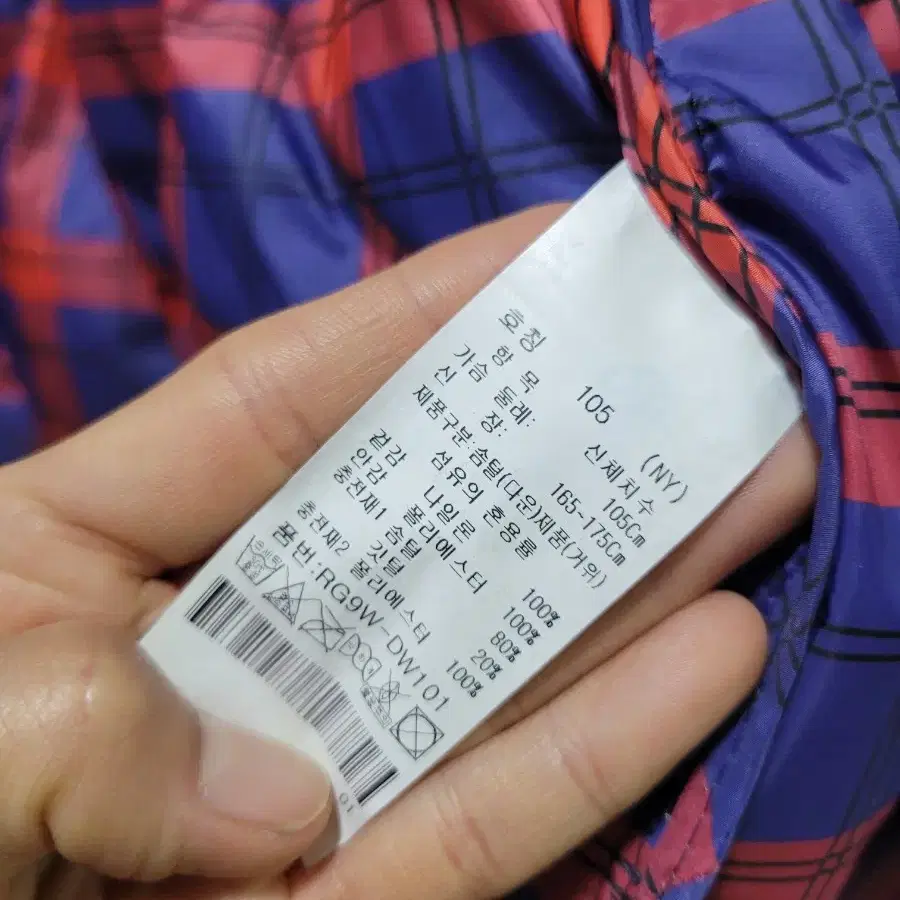 호칭 105 (NY)
항 목 신체치수
가슴 둘레: 105Cm
신 장: 165-175Cm
제품구분:솜털(다운)제품(거위)
섬유의 혼용률
겉감 나일론 100%
안감 폴리에스터 100%
충전재1 솜털 80%
깃털 20%
충전재2 폴리에스터 100%
품번:RG9W-DW101
01